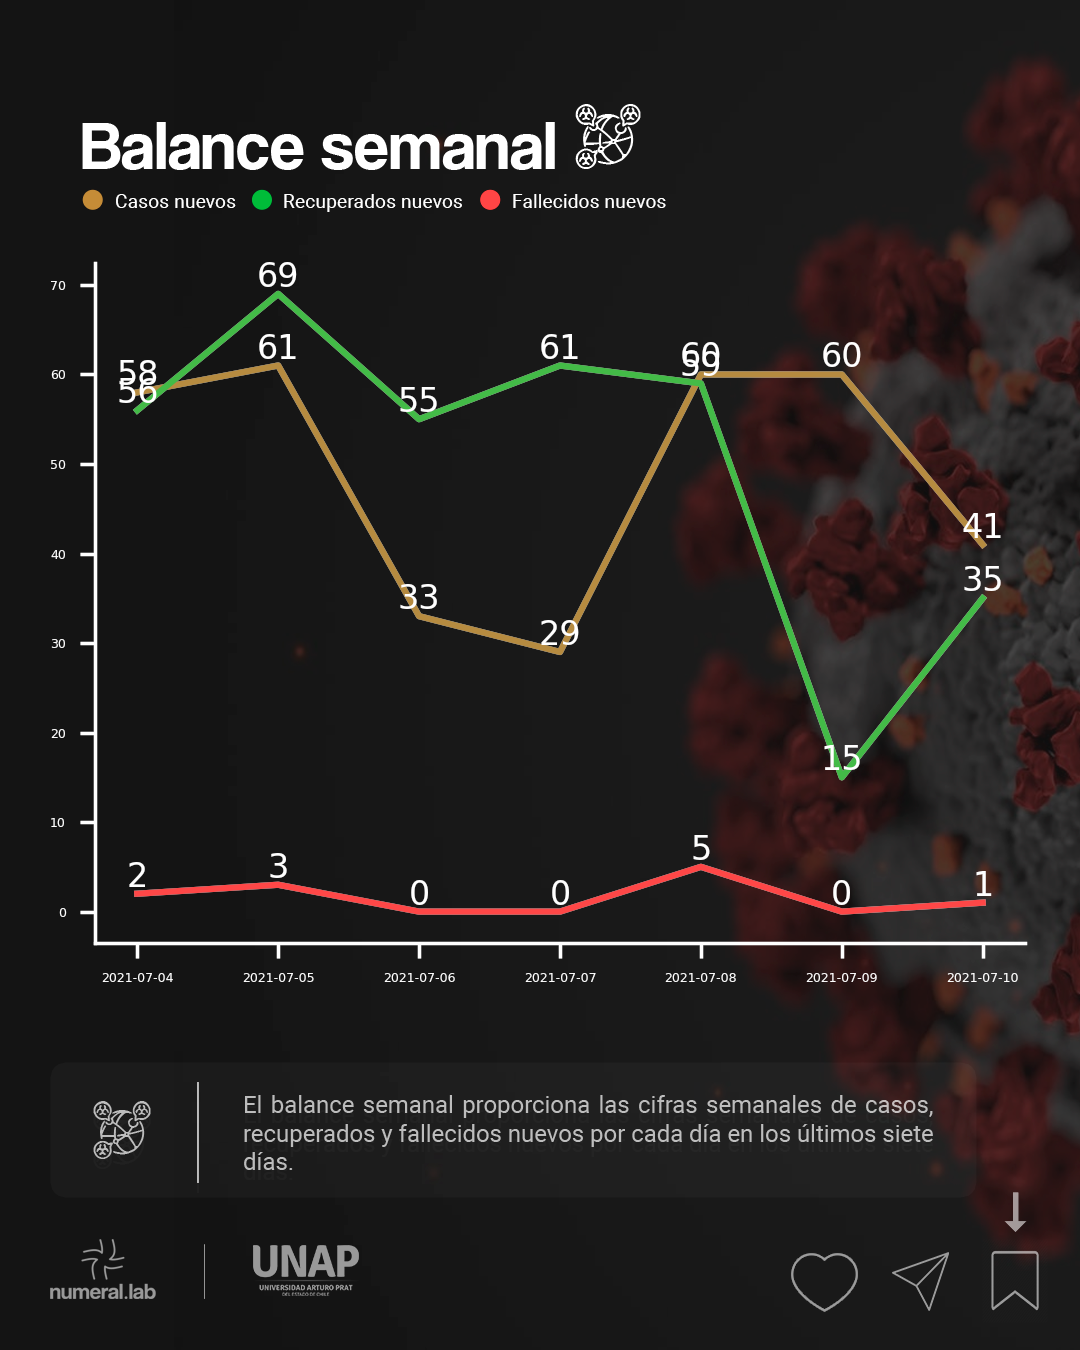 Balance semanal
Casos nuevos Recuperados nuevos Fallecidos nuevos
70
69
61
61
60
59
60
60
58
56
55
50
41
40
35
33
30
29
20
15
10
5
3
2
0
0
0
1
0
2021-07-04 2021-07-05 2021-07-06 2021-07-07 2021-07-08 2021-07-09 2021-07-10
El balance semanal proporciona las cifras semanales de casos,
recuperados y fallecidos nuevos por cada día en los últimos siete
días.
numeral.lab
UNAP
UNIVERSIDAD ARTURO PRAT
DEL ESTADO DE CHILE